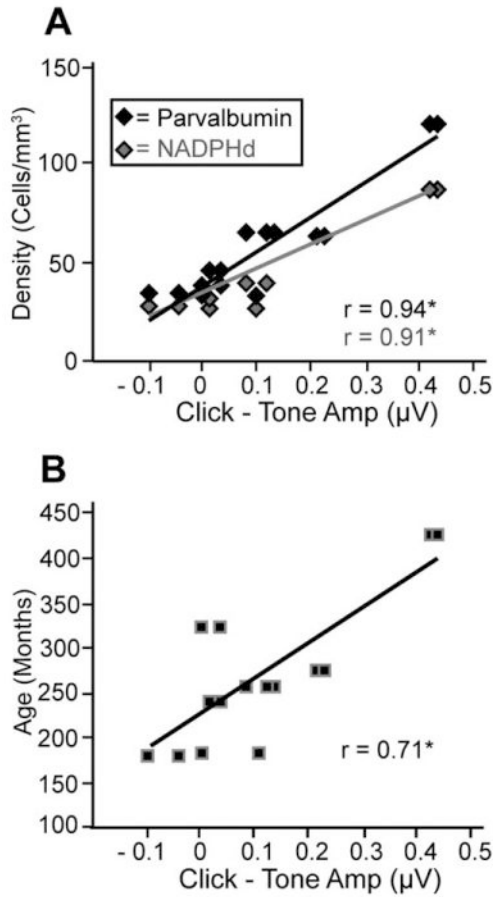 A
150
100
50
0
Density (Cells/mm³)
= Parvalbumin
= NADPHd
r = 0.94*
r = 0.91*
- 0.1 0 0.1 0.2 0.3 0.4 0.5
Click - Tone Amp (µV)
B
450
400
350
300
250
200
150
100
Age (Months)
r = 0.71*
- 0.1 0 0.1 0.2 0.3 0.4 0.5
Click - Tone Amp (µV)